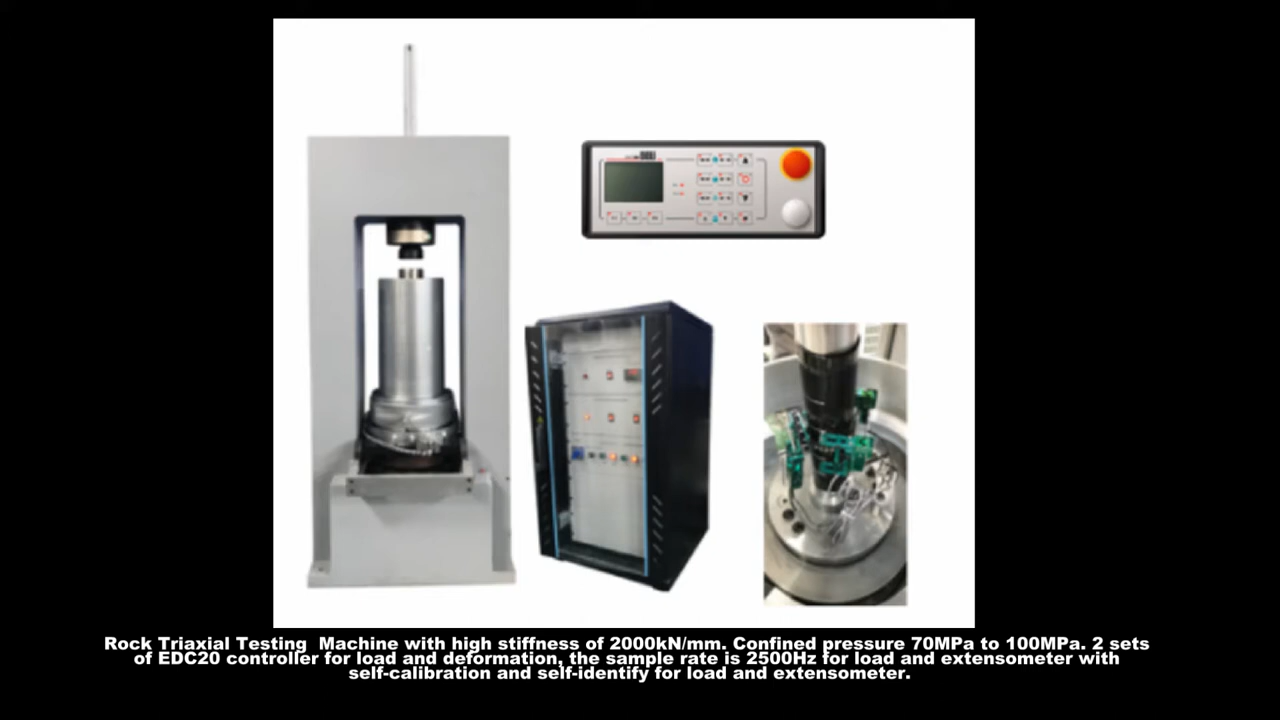 Rock Triaxial Testing Machine with high stiffness of 2000kN/mm. Confined pressure 70MPa to 100MPa. 2 sets
of EDC20 controller for load and deformation, the sample rate is 2500Hz for load and extensometer with
self-calibration and self-identify for load and extensometer.